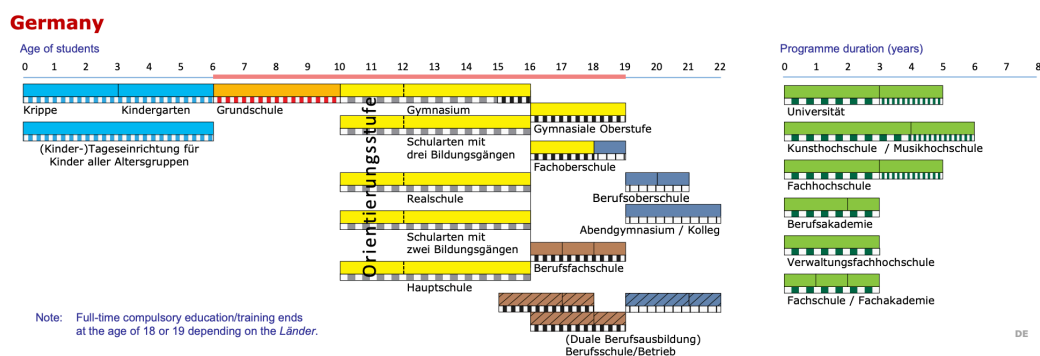 Germany
Age of students
Programme duration (years)
0 1 2 3 4 5 6 7 8 9 10 11 12 13 14 15 16 17 18 19 20 21 22
0 1 2 3 4 5 6 7 8
Krippe
Kindergarten
Grundschule
Orientierungsstufe
Gymnasium
Gymnasiale Oberstufe
(Kinder-)Tageseinrichtung für
Kinder aller Altersgruppen
Schularten mit
drei Bildungsgängen
Fachoberschule
Realschule
Berufsoberschule
Abendgymnasium / Kolleg
Schularten mit
zwei Bildungsgängen
Berufsfachschule
Hauptschule
(Duale Berufsausbildung)
Berufsschule/Betrieb
Universität
Kunsthochschule / Musikhochschule
Fachhochschule
Berufsakademie
Verwaltungsfachhochschule
Fachschule / Fachakademie
Note: Full-time compulsory education/training ends
at the age of 18 or 19 depending on the Länder.
DE